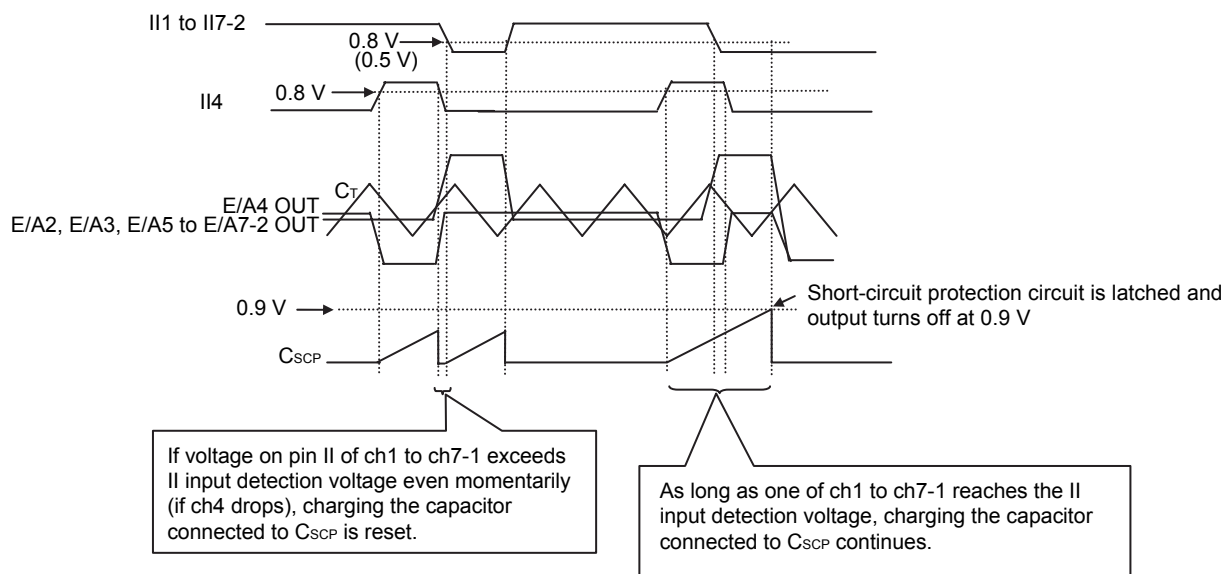 II1 to II7-2
0.8 V
(0.5 V)
0.8 V
II4
CT
E/A4 OUT
E/A2, E/A3, E/A5 to E/A7-2 OUT
0.9 V
Short-circuit protection circuit is latched and
output turns off at 0.9 V
CSCP
If voltage on pin II of ch1 to ch7-1 exceeds
II input detection voltage even momentarily
(if ch4 drops), charging the capacitor
connected to CSCP is reset.
As long as one of ch1 to ch7-1 reaches the II
input detection voltage, charging the capacitor
connected to CSCP continues.